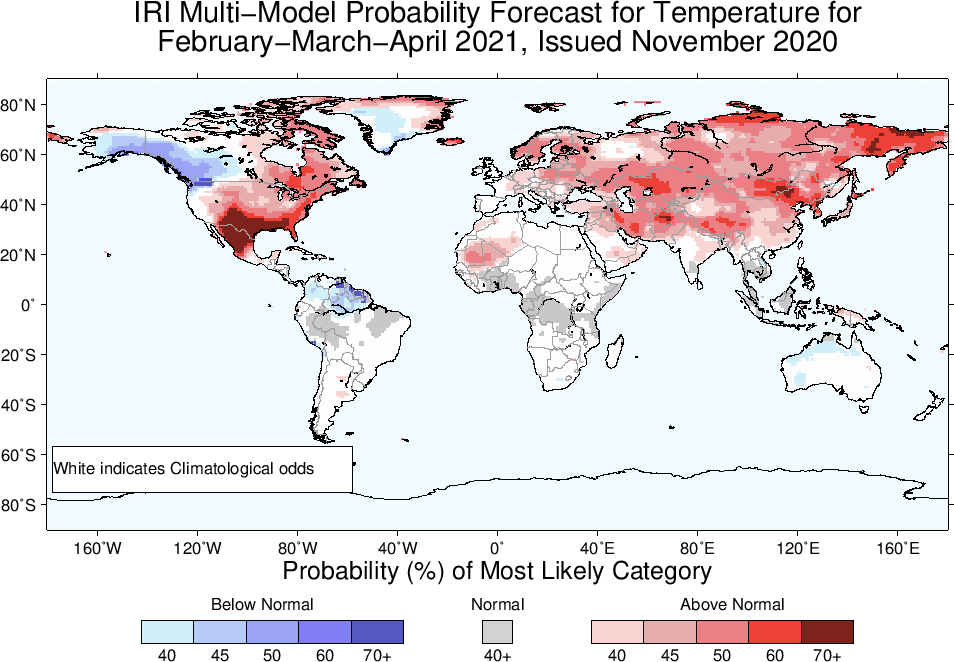 IRI Multi−Model Probability Forecast for Temperature for
February−March−April 2021, Issued November 2020
80˚N
60˚N
40˚N
20˚N
0˚
20˚S
40˚S
60˚S
80˚S
White indicates Climatological odds
160˚W 120˚W 80˚W 40˚W 0˚ 40˚E 80˚E 120˚E 160˚E
Probability (%) of Most Likely Category
Below Normal Normal Above Normal
40 45 50 60 70+ 40+ 40 45 50 60 70+